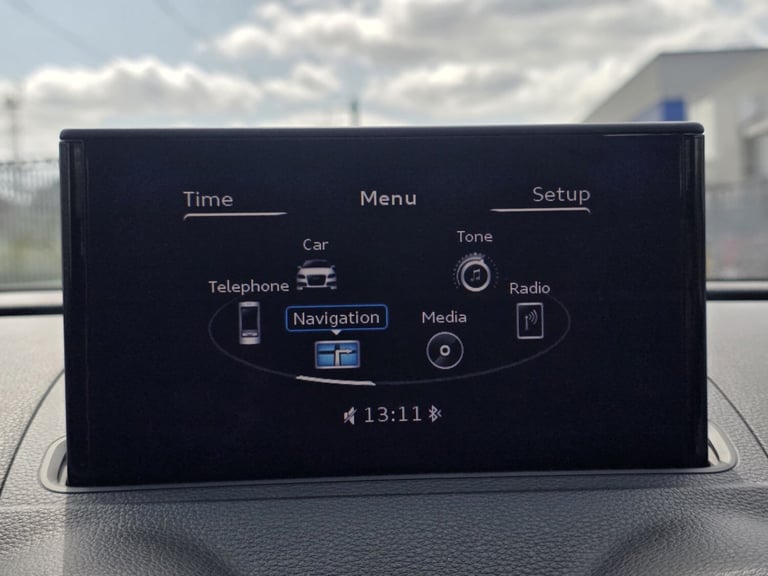 Time Menu Setup
Car Tone
Telephone Radio
Navigation Media
13:11